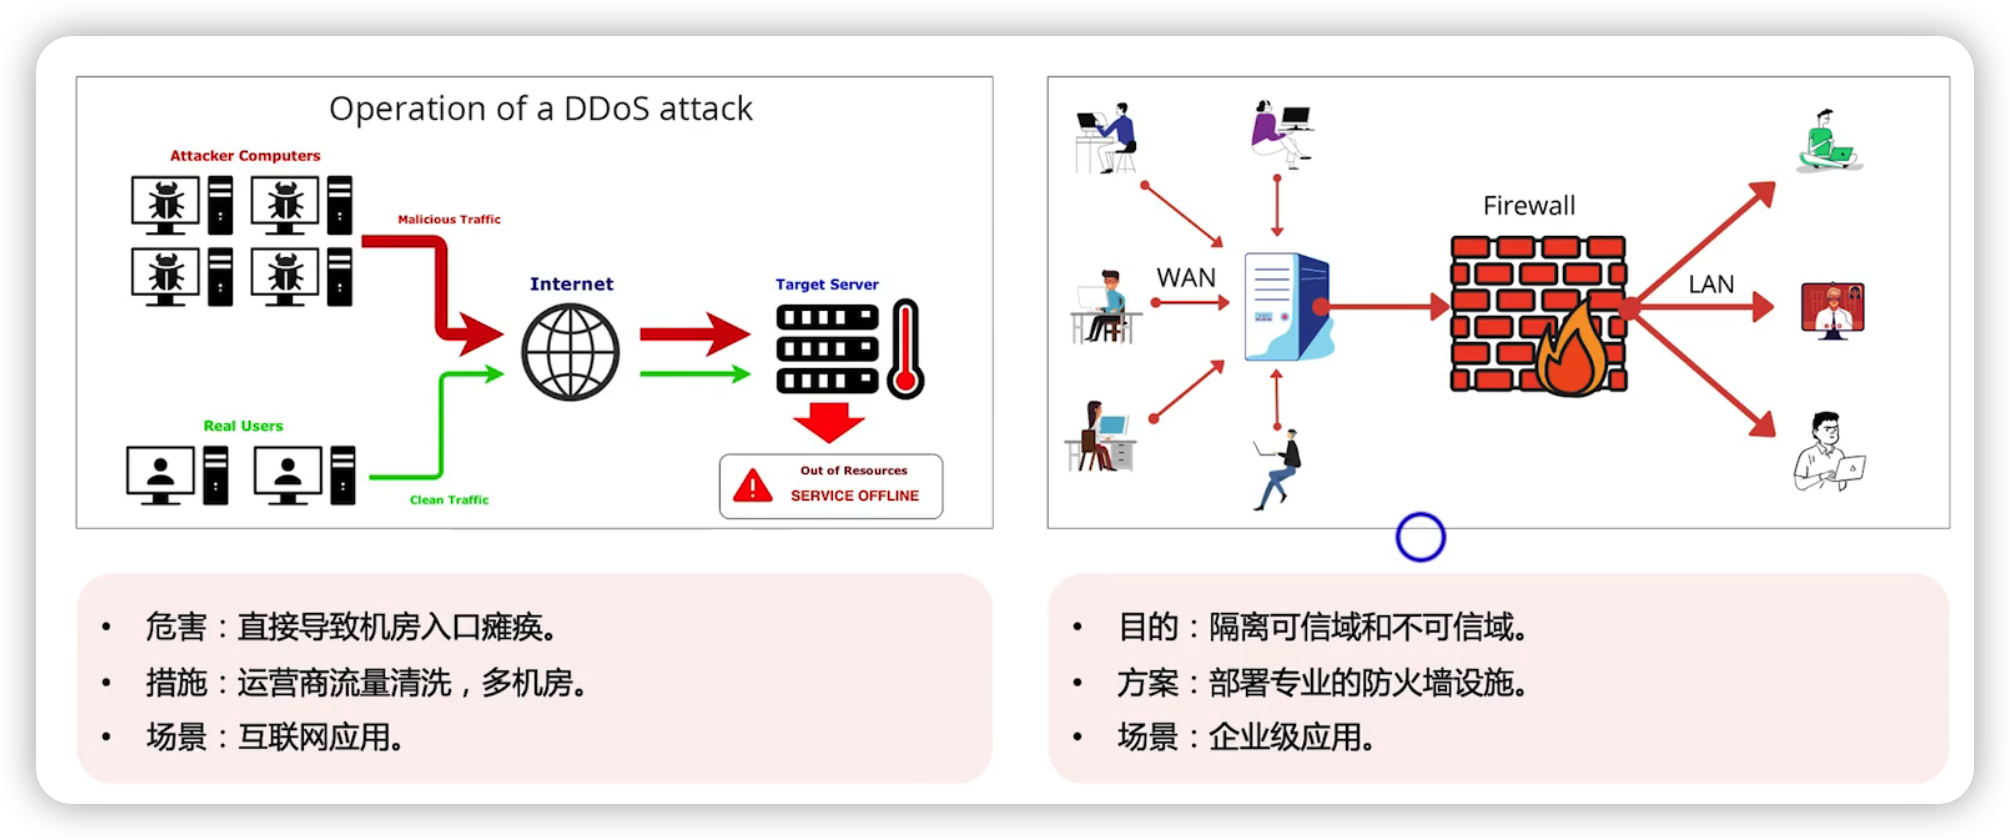 Operation of a DDoS attack
Attacker Computers
Malicious Traffic
Internet
Target Server
Real Users
Clean Traffic
Out of Resources
SERVICE OFFLINE
• 危害：直接导致机房入口瘫痪。
• 措施：运营商流量清洗，多机房。
• 场景：互联网应用。
WAN
Firewall
LAN
• 目的：隔离可信域和不可信域。
• 方案：部署专业的防火墙设施。
• 场景：企业级应用。